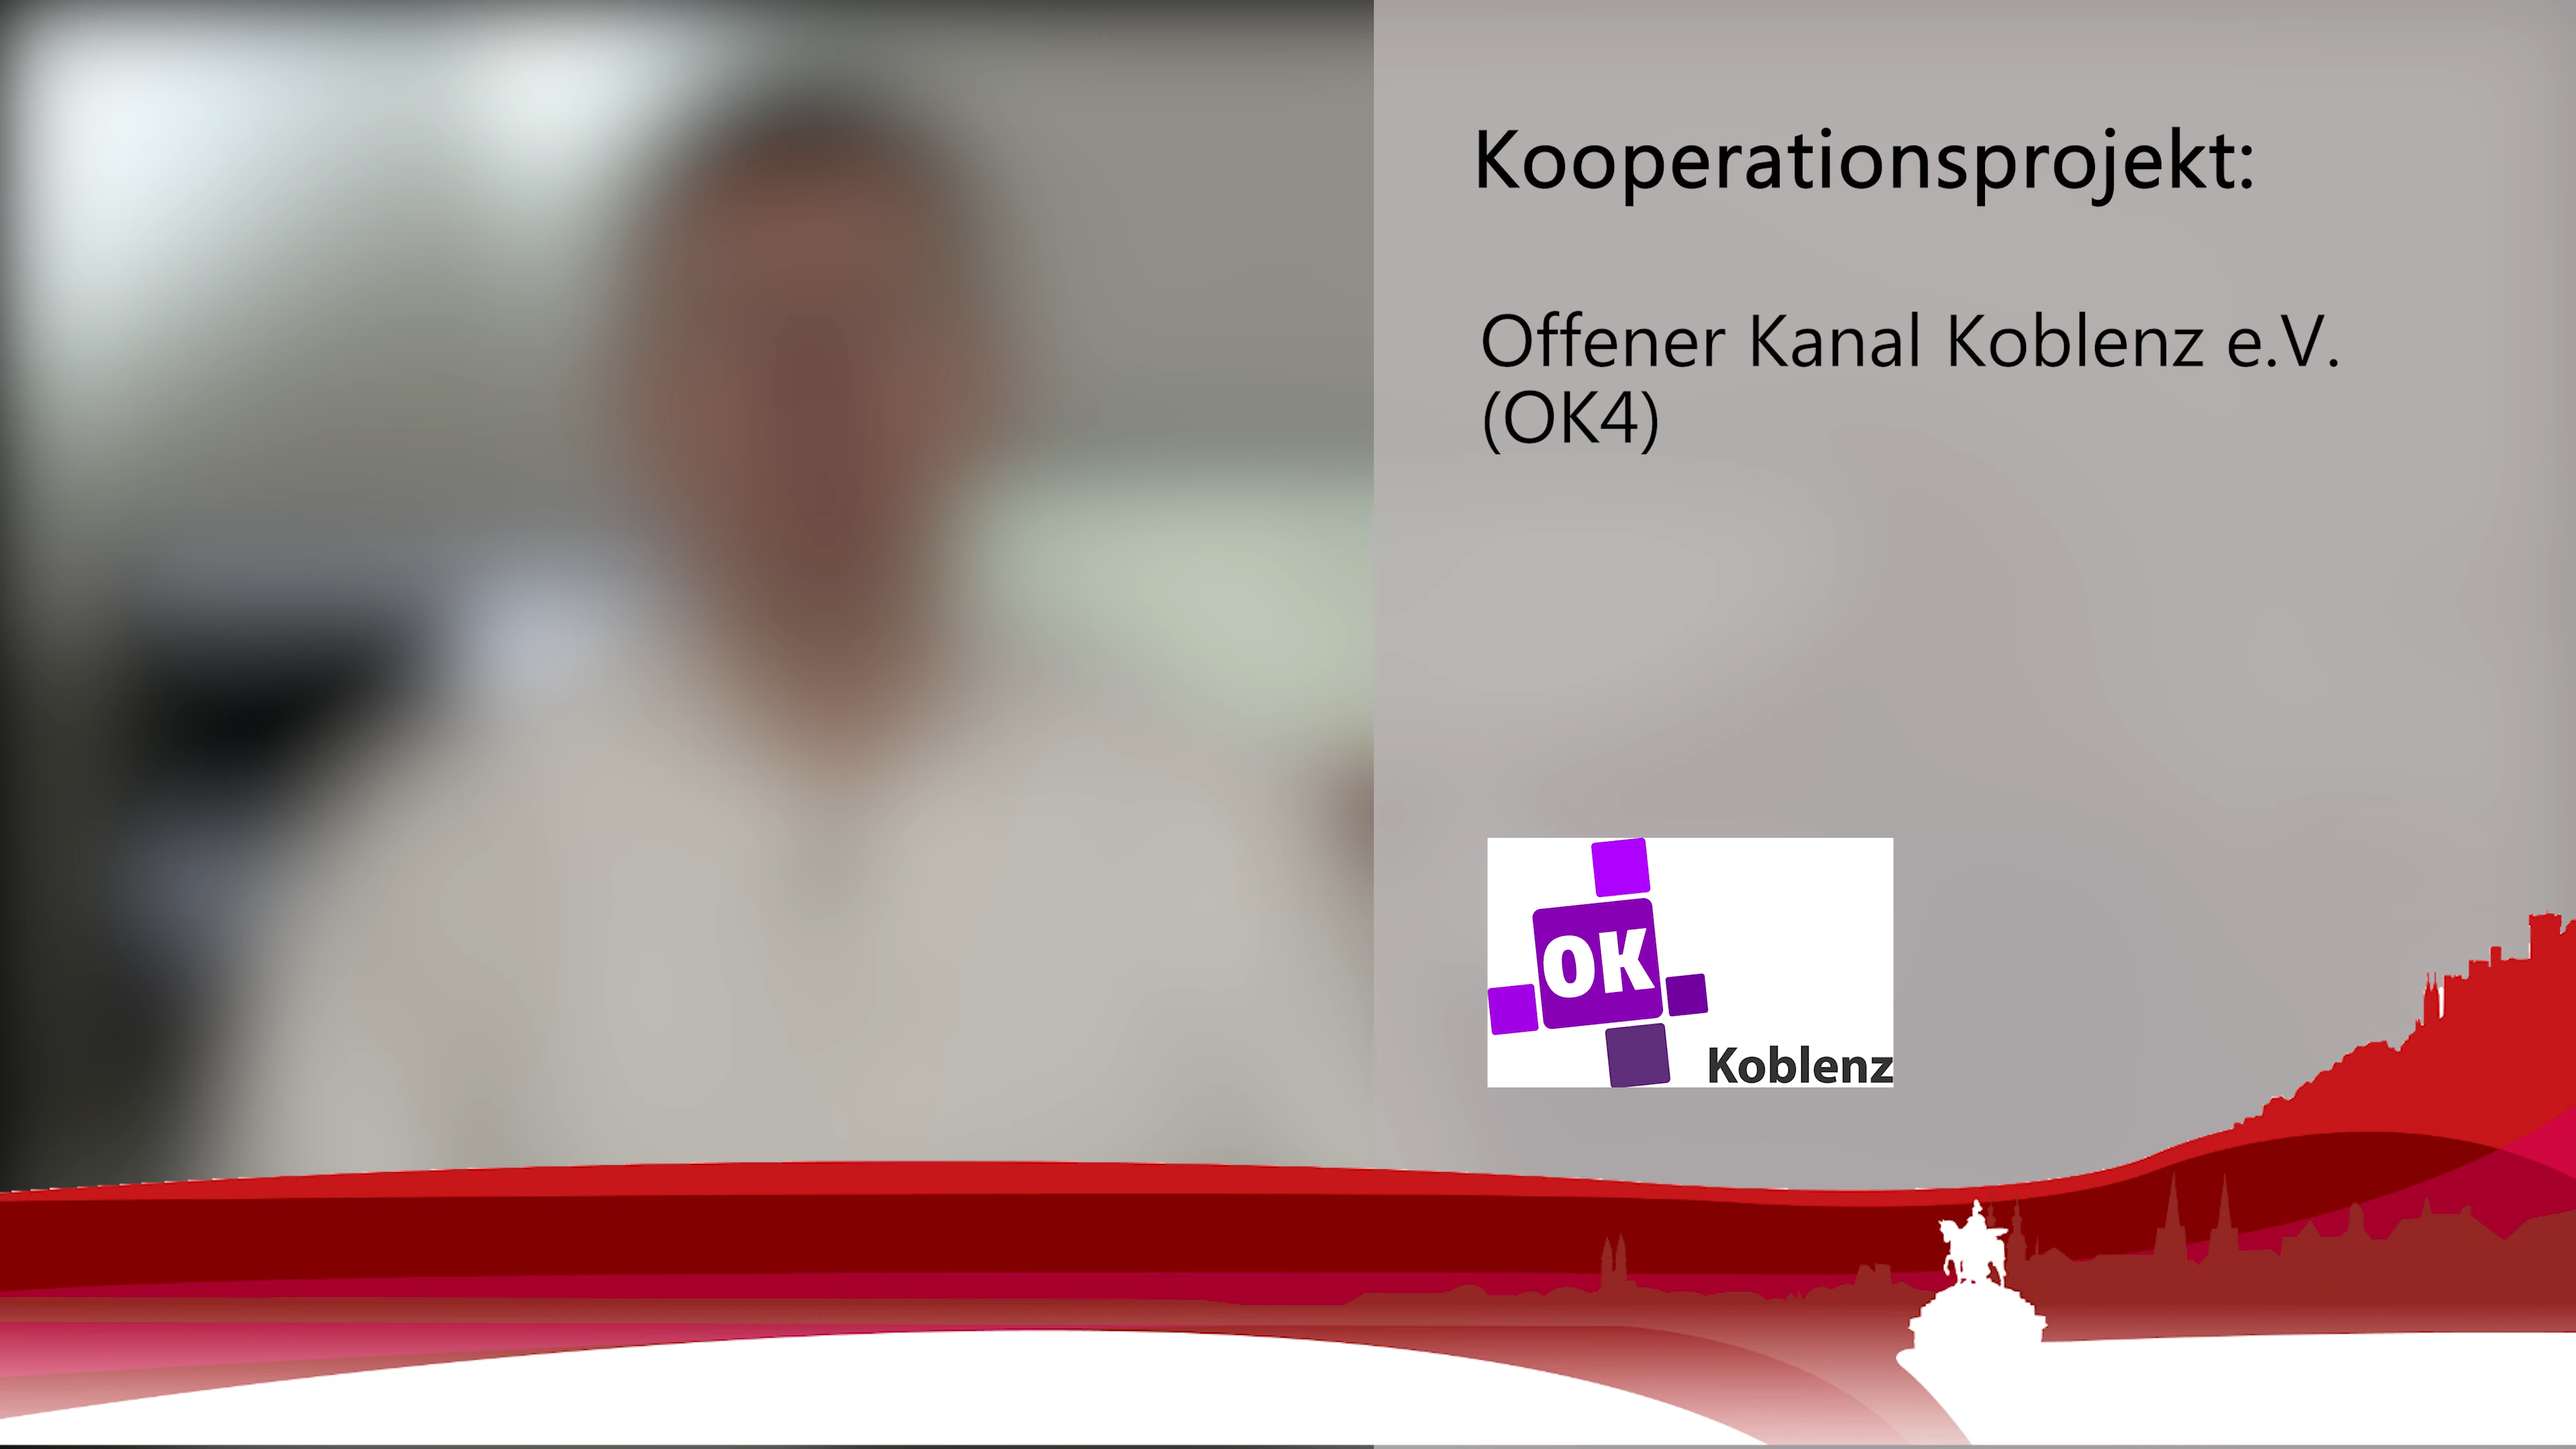 Kooperationsprojekt:
Offener Kanal Koblenz e.V.
(OK4)
OK
Koblenz